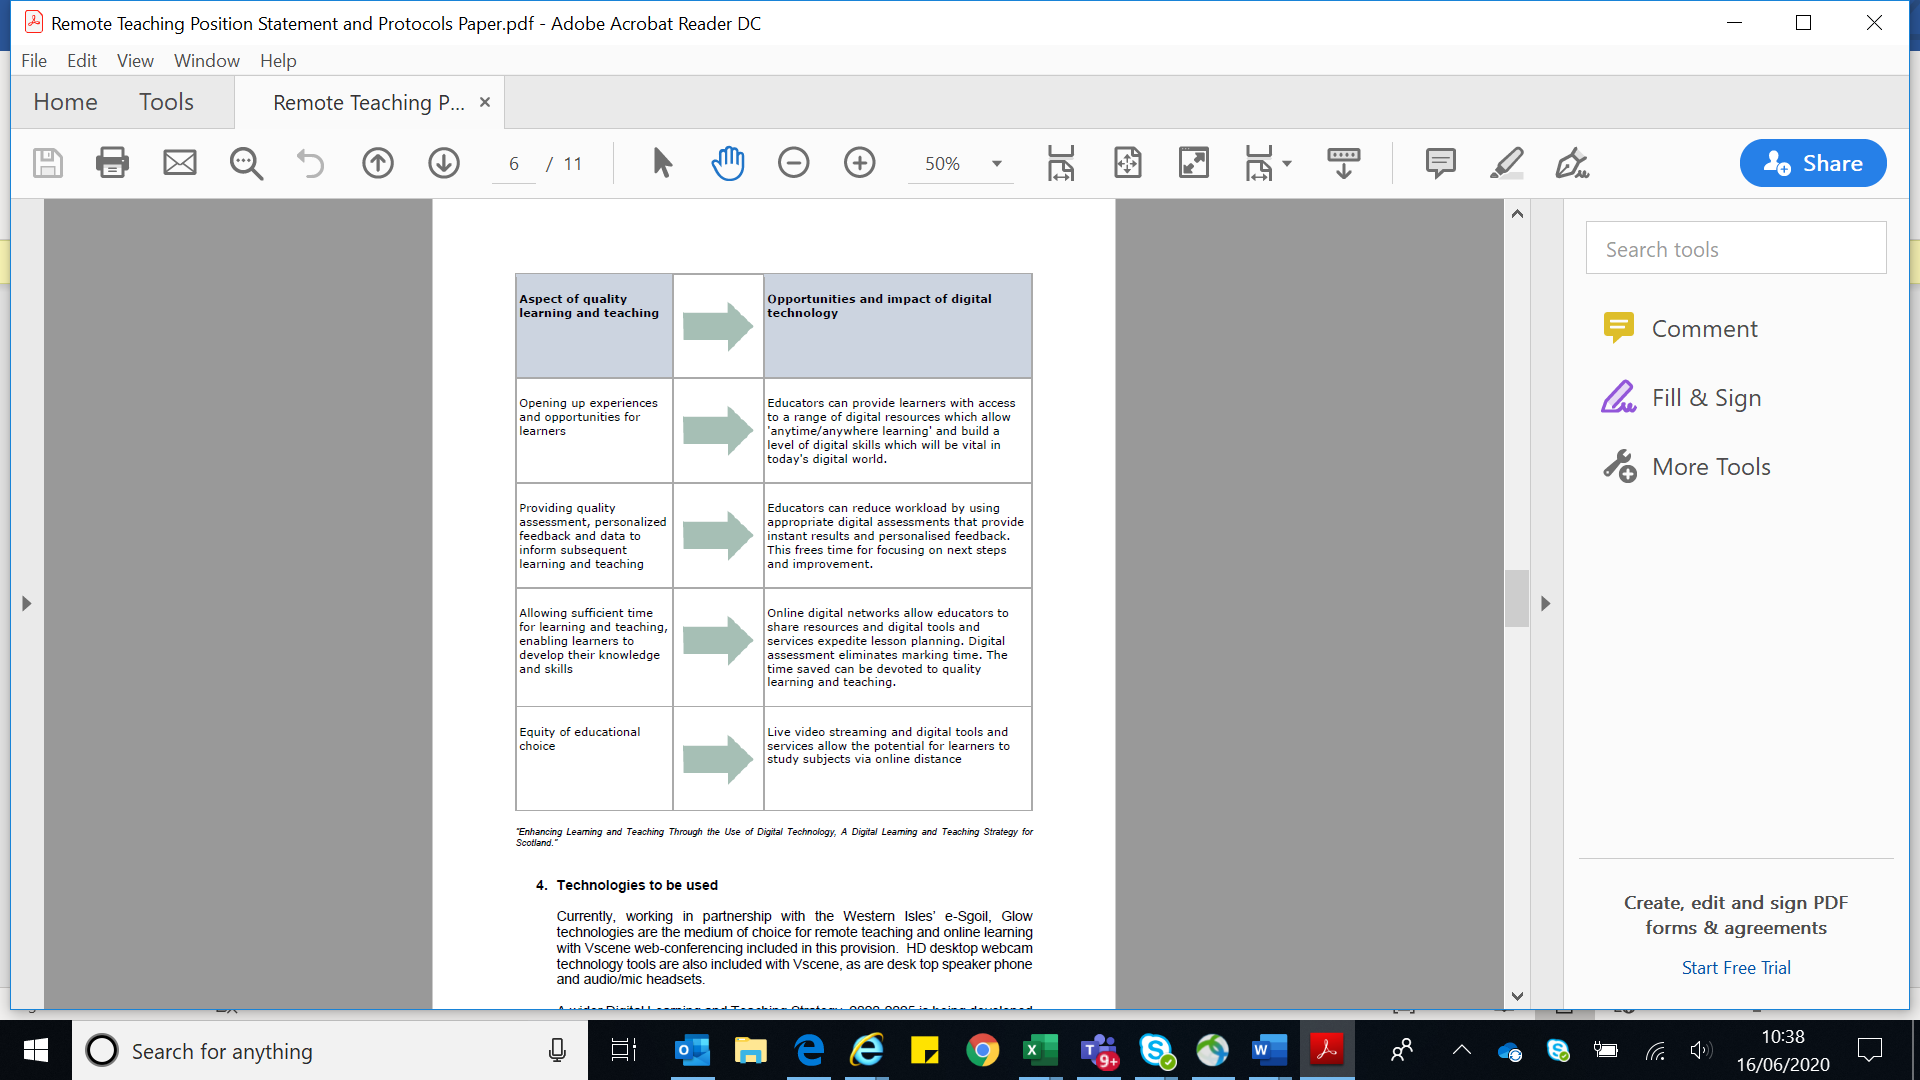 Remote Teaching Position Statement and Protocols Paper.pdf - Adobe Acrobat Reader DC
File Edit View Window Help
Home Tools Remote Teaching P... ×
6 / 11 50% Share
Search tools
Comment
Fill & Sign
More Tools
Create, edit and sign PDF
forms & agreements
Start Free Trial
Aspect of quality
learning and teaching
Opportunities and impact of digital
technology
Opening up experiences
and opportunities for
learners
Educators can provide learners with access
to a range of digital resources which allow
'anytime/anywhere learning' and build a
level of digital skills which will be vital in
today's digital world.
Providing quality
assessment, personalized
feedback and data to
inform subsequent
learning and teaching
Educators can reduce workload by using
appropriate digital assessments that provide
instant results and personalised feedback.
This frees time for focusing on next steps
and improvement.
Allowing sufficient time
for learning and teaching,
enabling learners to
develop their knowledge
and skills
Online digital networks allow educators to
share resources and digital tools and
services expedite lesson planning. Digital
assessment eliminates marking time. The
time saved can be devoted to quality
learning and teaching.
Equity of educational
choice
Live video streaming and digital tools and
services allow the potential for learners to
study subjects via online distance
"Enhancing Learning and Teaching Through the Use of Digital Technology, A Digital Learning and Teaching Strategy for
Scotland."
4. Technologies to be used
Currently, working in partnership with the Western Isles' e-Sgoil, Glow
technologies are the medium of choice for remote teaching and online learning
with Vscene web-conferencing included in this provision. HD desktop webcam
technology tools are also included with Vscene, as are desk top speaker phone
and audio/mic headsets.
Search for anything
9+
10:38
16/06/2020